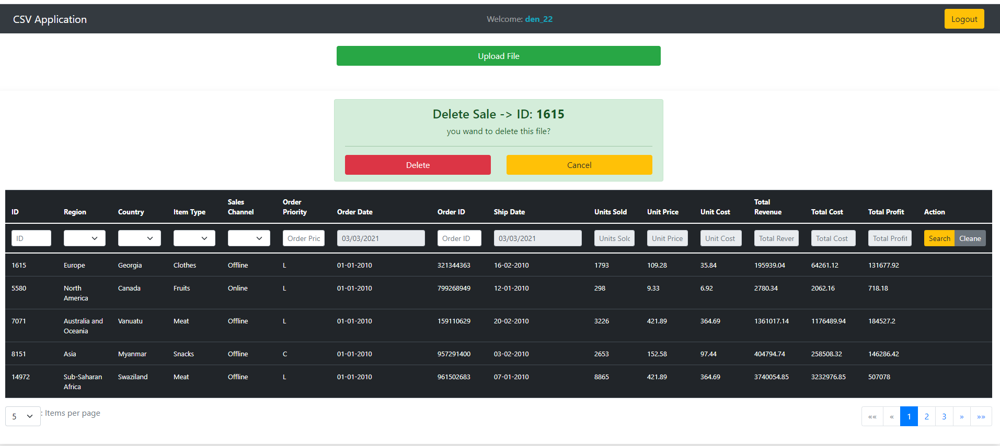 CSV Application
Welcome: den_22
Logout
Upload File
Delete Sale -> ID: 1615
you wand to delete this file?
Delete Cancel
ID Region Country Item Type Sales Channel Order Priority Order Date Order ID Ship Date Units Sold Unit Price Unit Cost Total Revenue Total Cost Total Profit Action
ID Order Pric 03/03/2021 Order ID 03/03/2021 Units Solc Unit Price Unit Cost Total Rever Total Cost Total Profit Search Cleane
1615 Europe Georgia Clothes Offline L 01-01-2010 321344363 16-02-2010 1793 109.28 35.84 195939.04 64261.12 131677.92
5580 North America Canada Fruits Online L 01-01-2010 799268949 12-01-2010 298 9.33 6.92 2780.34 2062.16 718.18
7071 Australia and Oceania Vanuatu Meat Offline L 01-01-2010 159110629 20-02-2010 3226 421.89 364.69 1361017.14 1176489.94 184527.2
8151 Asia Myanmar Snacks Offline C 01-01-2010 957291400 03-02-2010 2653 152.58 97.44 404794.74 258508.32 146286.42
14972 Sub-Saharan Africa Swaziland Meat Offline L 01-01-2010 961502683 07-01-2010 8865 421.89 364.69 3740054.85 3232976.85 507078
5 : Items per page
«« « 1 2 3 » »»